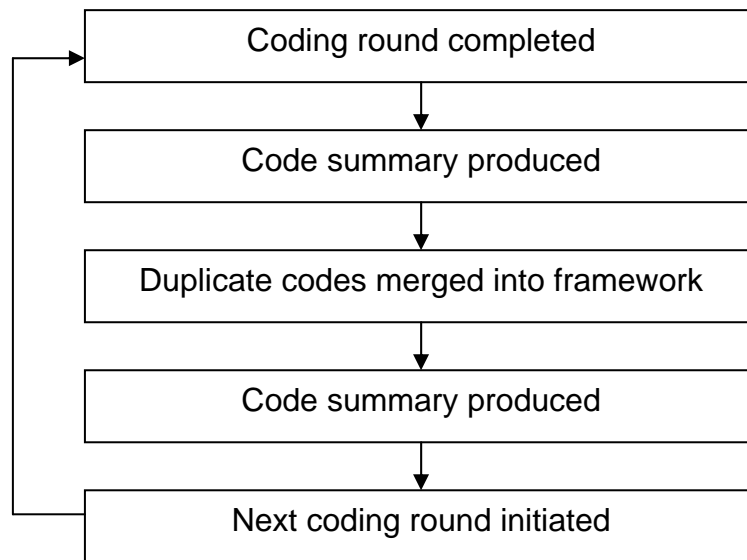 Coding round completed
Code summary produced
Duplicate codes merged into framework
Code summary produced
Next coding round initiated